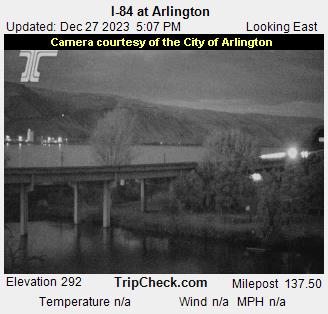 I-84 at Arlington
Updated: Dec 27 2023 5:07 PM Looking East
Camera courtesy of the City of Arlington
Elevation 292 TripCheck.com Milepost 137.50
Temperature n/a Wind n/a MPH n/a